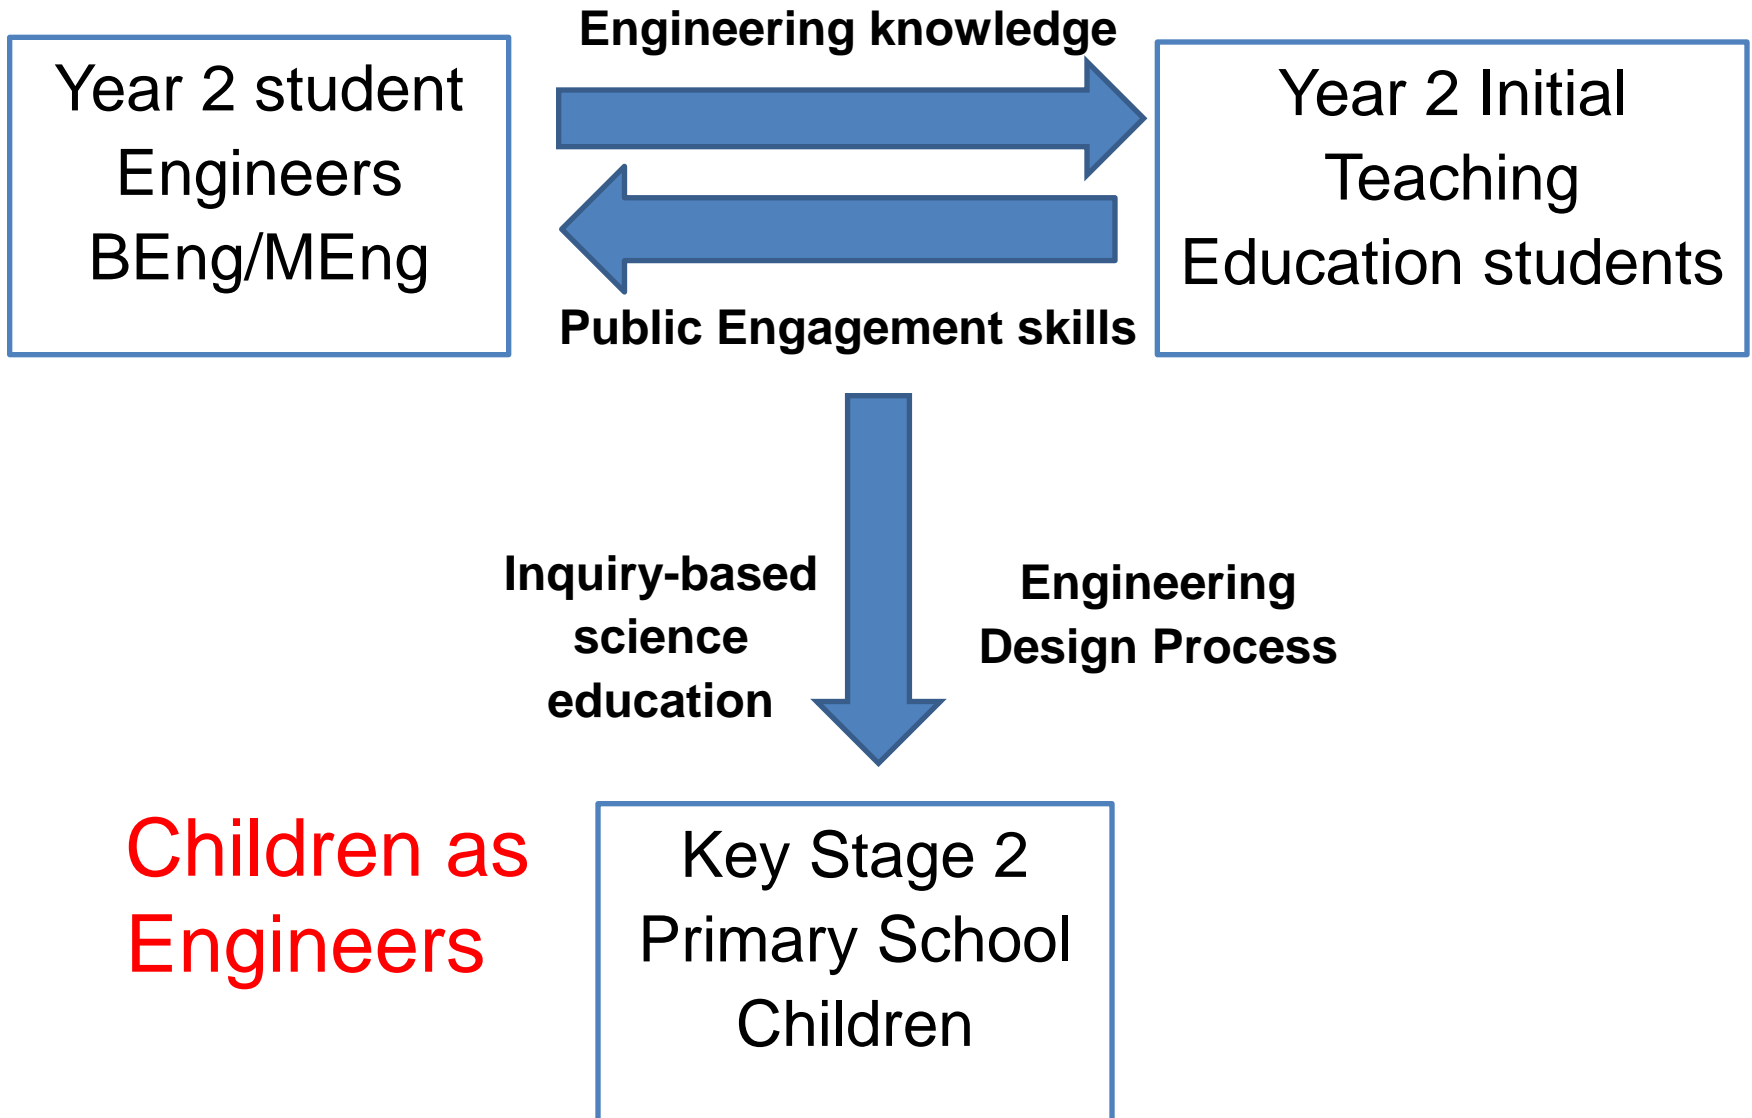 Engineering knowledge
Year 2 student
Engineers
BEng/MEng
Year 2 Initial
Teaching
Education students
Public Engagement skills
Inquiry-based
science
education
Engineering
Design Process
Children as
Engineers
Key Stage 2
Primary School
Children